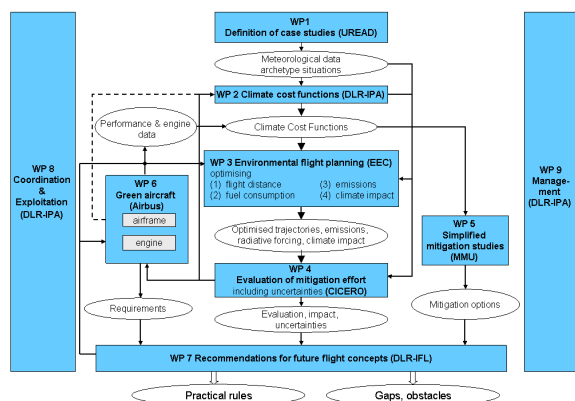 WP1
Definition of case studies (UREAD)
Meteorological data
archetype situations
WP 2 Climate cost functions (DLR-IPA)
Performance & engine
data
Climate Cost Functions
WP 8
Coordination
&
Exploitation
(DLR-IPA)
WP 9
Manage-
ment
(DLR-IPA)
WP 3 Environmental flight planning (EEC)
optimising
(1) flight distance (3) emissions
(2) fuel consumption (4) climate impact
WP 6
Green aircraft
(Airbus)
airframe
engine
Optimised trajectories, emissions,
radiative forcing, climate impact
WP 5
Simplified
mitigation studies
(MMU)
WP 4
Evaluation of mitigation effort
including uncertainties (CICERO)
Requirements
Evaluation, impact,
uncertainties
Mitigation options
WP 7 Recommendations for future flight concepts (DLR-IFL)
Practical rules
Gaps, obstacles